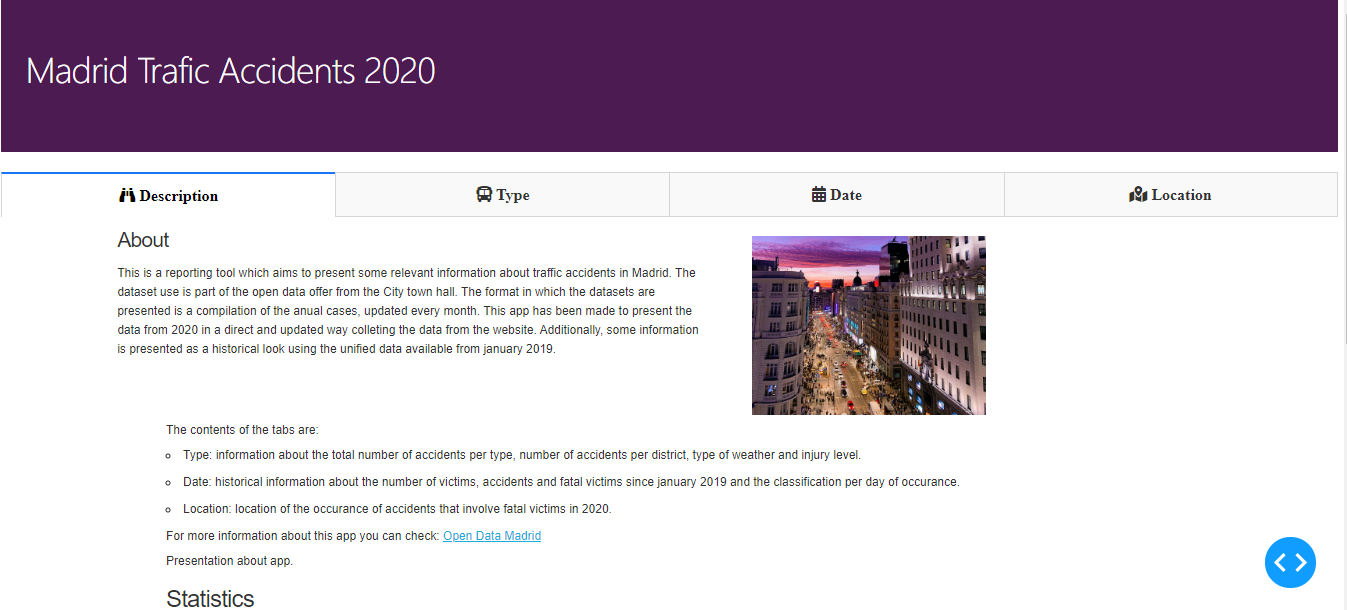 Madrid Trafic Accidents 2020
Description
Type
Date
Location
About
This is a reporting tool which aims to present some relevant information about traffic accidents in Madrid. The
dataset use is part of the open data offer from the City town hall. The format in which the datasets are
presented is a compilation of the anual cases, updated every month. This app has been made to present the
data from 2020 in a direct and updated way colleting the data from the website. Additionally, some information
is presented as a historical look using the unified data available from january 2019.
The contents of the tabs are:
Type: information about the total number of accidents per type, number of accidents per district, type of weather and injury level.
Date: historical information about the number of victims, accidents and fatal victims since january 2019 and the classification per day of occurance.
Location: location of the occurance of accidents that involve fatal victims in 2020.
For more information about this app you can check: Open Data Madrid
Presentation about app.
Statistics